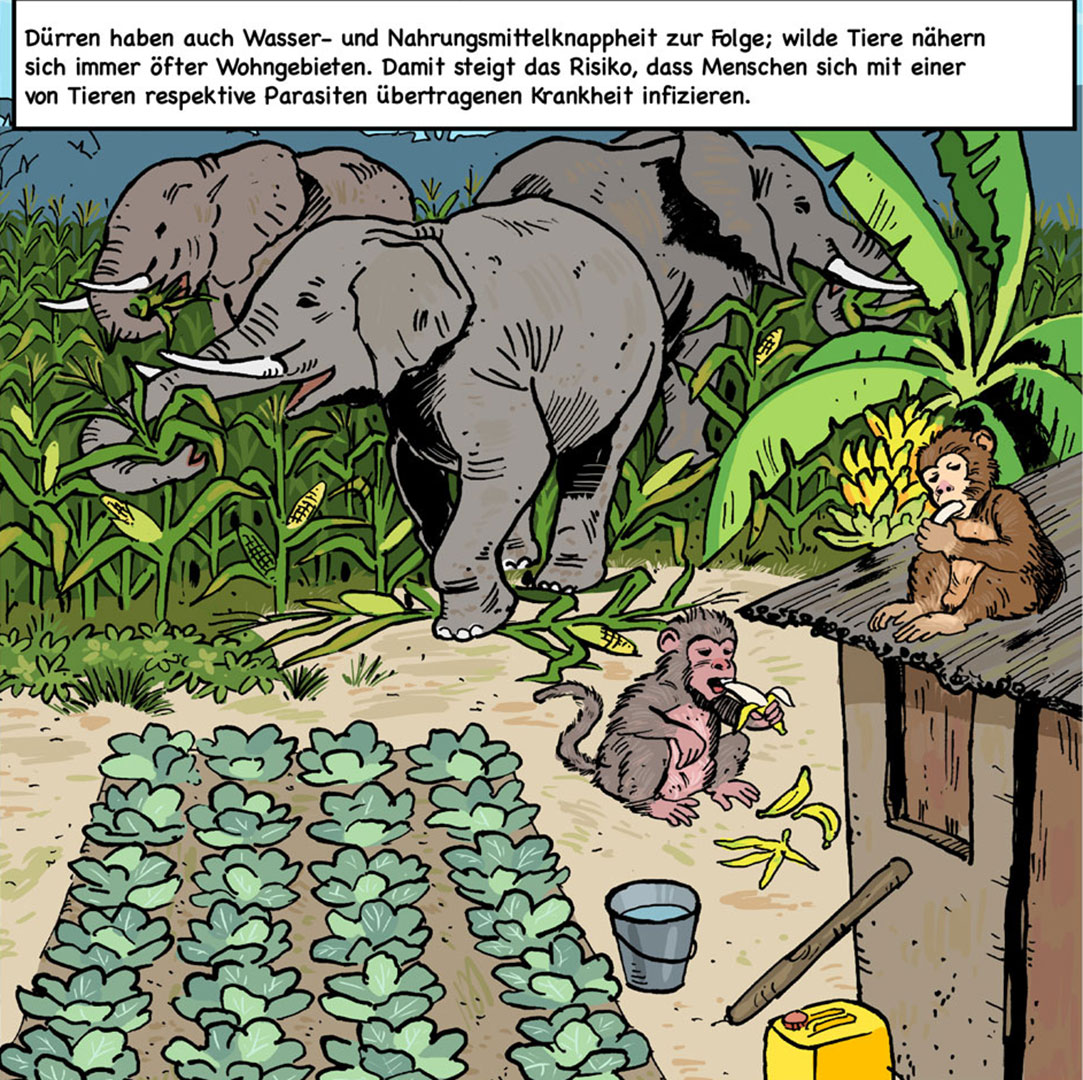 Dürren haben auch Wasser- und Nahrungsmittelknappheit zur Folge; wilde Tiere nähern
sich immer öfter Wohngebieten. Damit steigt das Risiko, dass Menschen sich mit einer
von Tieren respektive Parasiten übertragenen Krankheit infizieren.